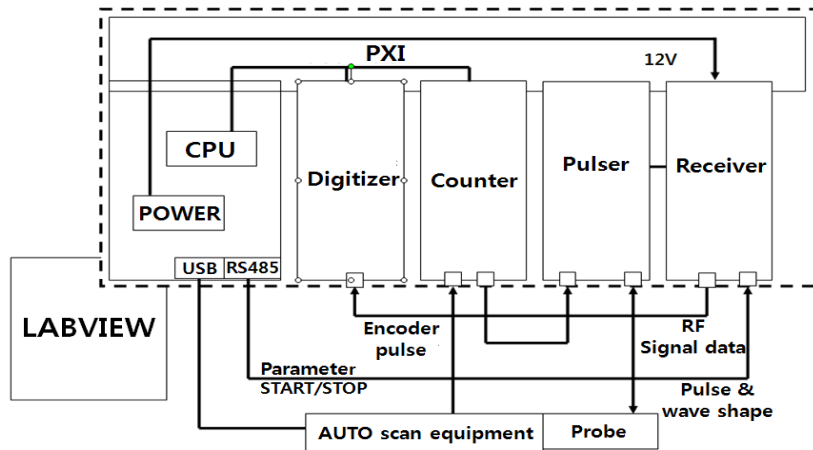 PXI
12V
CPU
Digitizer
Counter
Pulser
Receiver
POWER
USB
RS485
LABVIEW
Encoder
pulse
RF
Signal data
Parameter
START/STOP
Pulse &
wave shape
AUTO scan equipment
Probe